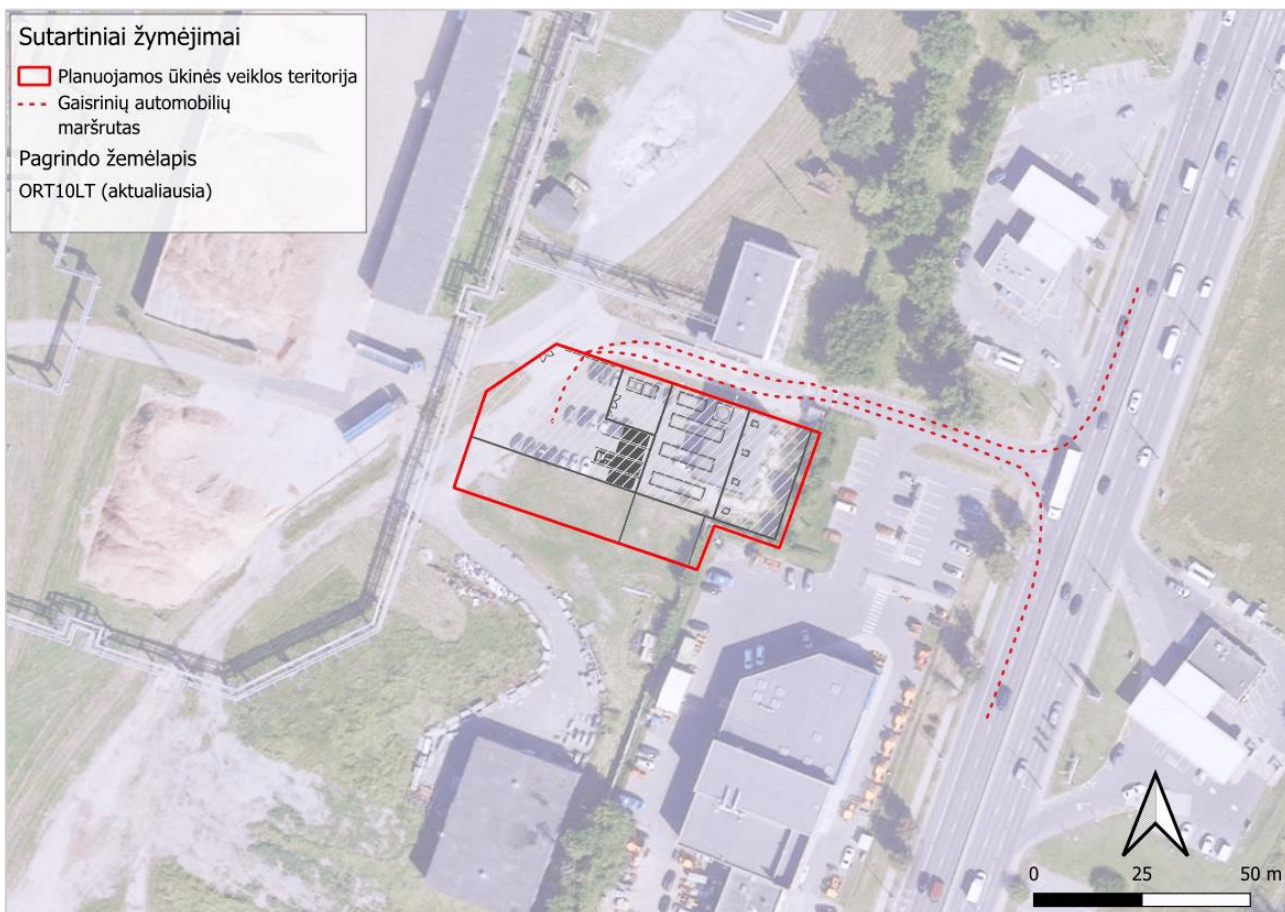 Sutartiniai žymėjimai
Planuojamos ūkinės veiklos teritorija
Gaisrinių automobilių
maršrutas
Pagrindo žemėlapis
ORT10LT (aktualiausia)
0 25 50 m